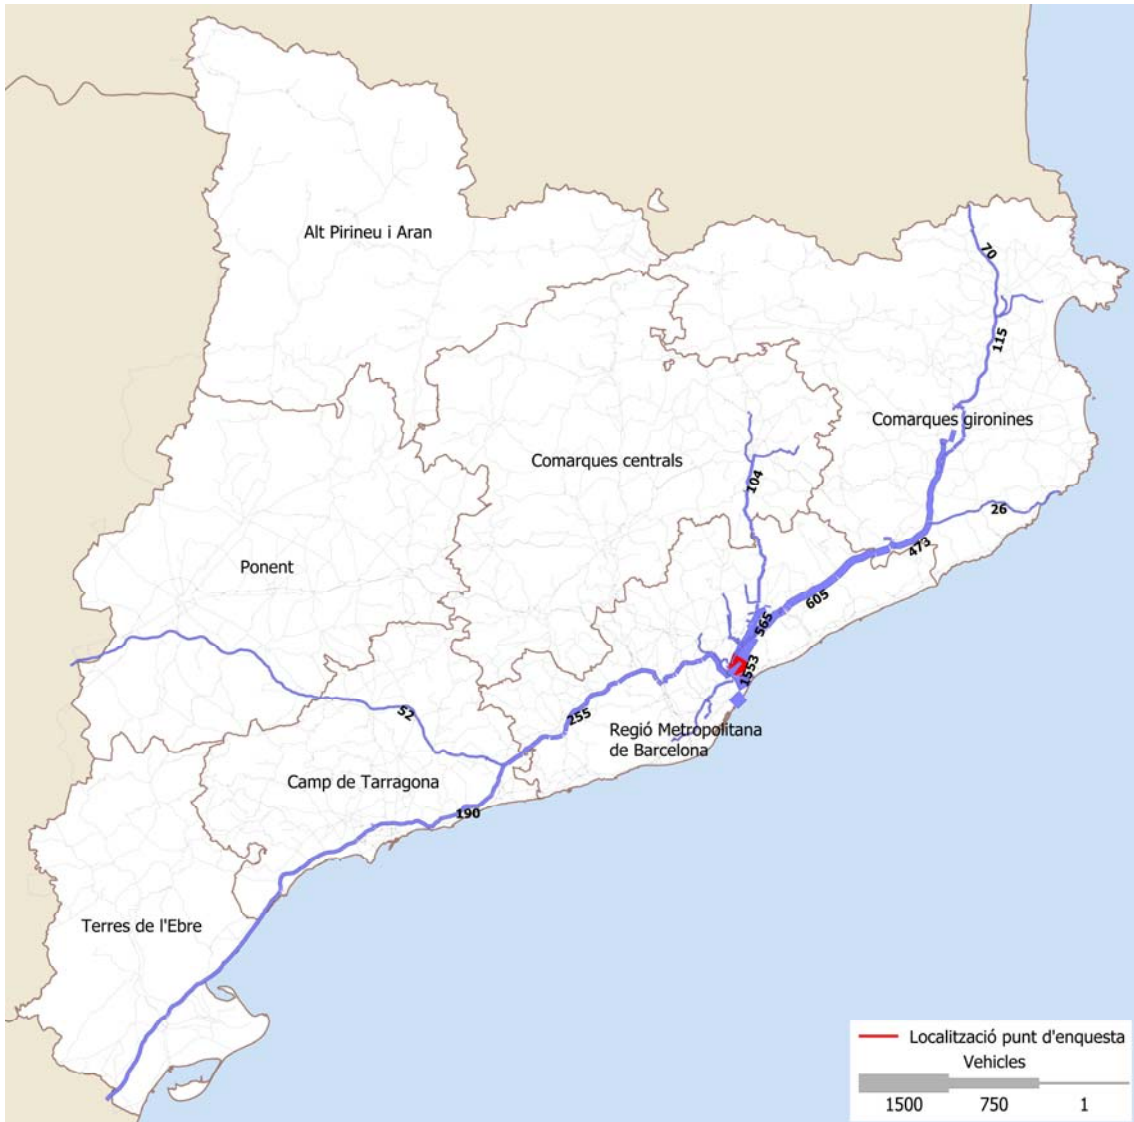 Alt Pirineu i Aran
70
115
Comarques gironines
Comarques centrals
104
26
473
Ponent
605
565
1553
52
255
Regió Metropolitana
de Barcelona
Camp de Tarragona
190
Terres de l'Ebre
Localització punt d'enquesta
Vehicles
1500 750 1